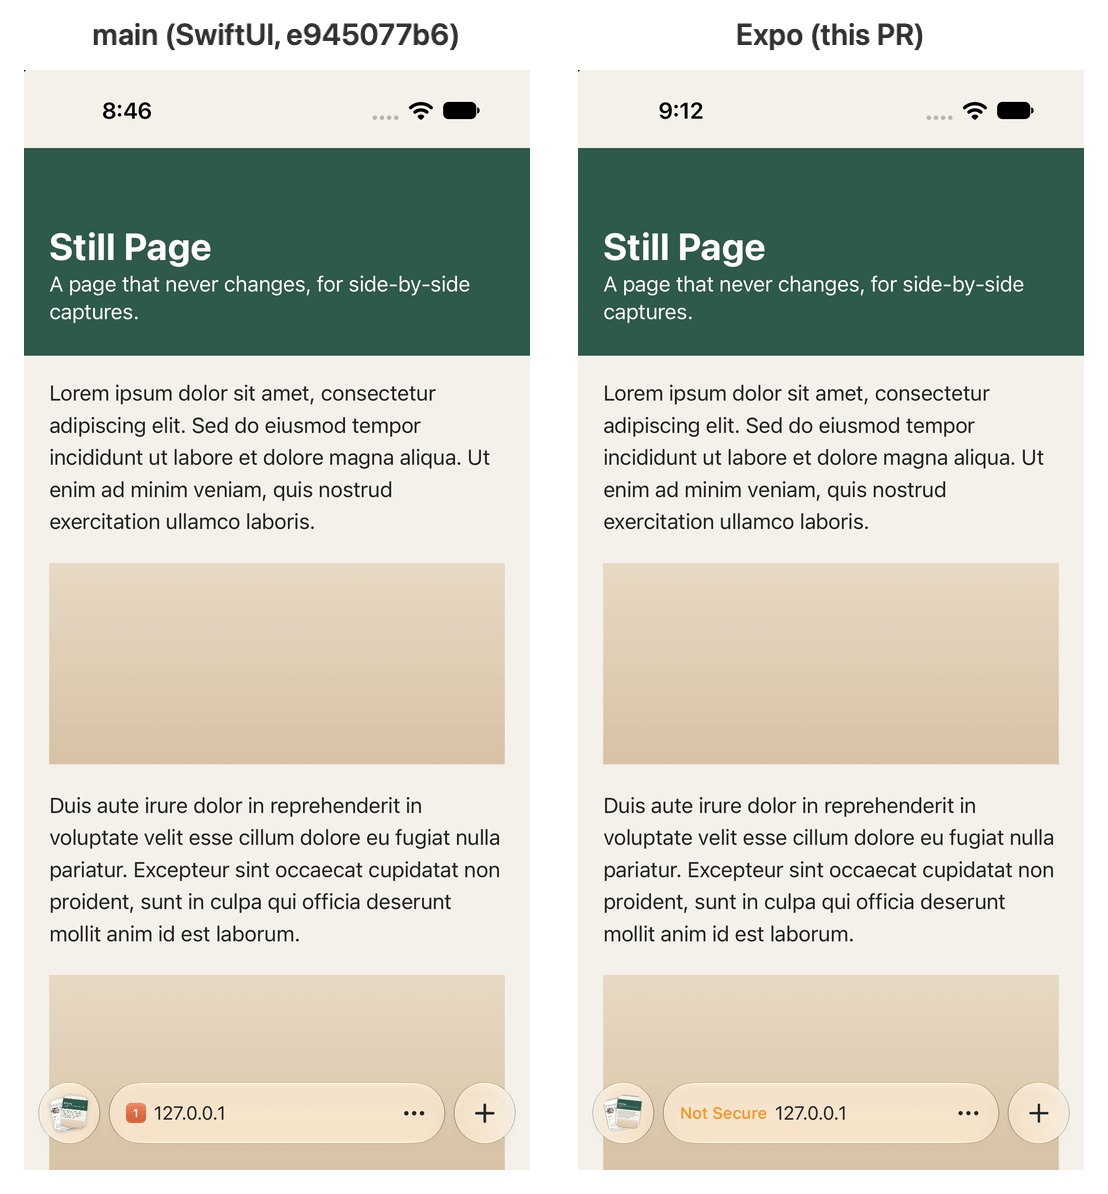 main (SwiftUI, e945077b6)
8:46
Still Page
A page that never changes, for side-by-side
captures.
Lorem ipsum dolor sit amet, consectetur
adipiscing elit. Sed do eiusmod tempor
incididunt ut labore et dolore magna aliqua. Ut
enim ad minim veniam, quis nostrud
exercitation ullamco laboris.
Duis aute irure dolor in reprehenderit in
voluptate velit esse cillum dolore eu fugiat nulla
pariatur. Excepteur sint occaecat cupidatat non
proident, sunt in culpa qui officia deserunt
mollit anim id est laborum.
1 127.0.0.1
Expo (this PR)
9:12
Still Page
A page that never changes, for side-by-side
captures.
Lorem ipsum dolor sit amet, consectetur
adipiscing elit. Sed do eiusmod tempor
incididunt ut labore et dolore magna aliqua. Ut
enim ad minim veniam, quis nostrud
exercitation ullamco laboris.
Duis aute irure dolor in reprehenderit in
voluptate velit esse cillum dolore eu fugiat nulla
pariatur. Excepteur sint occaecat cupidatat non
proident, sunt in culpa qui officia deserunt
mollit anim id est laborum.
Not Secure 127.0.0.1